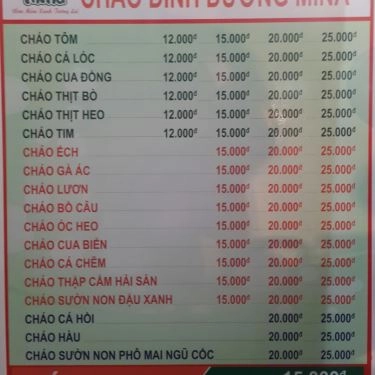 CHÁO DINH DƯỠNG MINA
CHÁO TÔM 12.000đ 15.000đ 20.000đ 25.000đ
CHÁO CÁ LÓC 12.000đ 15.000đ 20.000đ 25.000đ
CHÁO CUA ĐỒNG 12.000đ 15.000đ 20.000đ 25.000đ
CHÁO THỊT BÒ 12.000đ 15.000đ 20.000đ 25.000đ
CHÁO THỊT HEO 12.000đ 15.000đ 20.000đ 25.000đ
CHÁO TIM 12.000đ 15.000đ 20.000đ 25.000đ
CHÁO ẾCH 15.000đ 20.000đ 25.000đ
CHÁO GÀ ÁC 15.000đ 20.000đ 25.000đ
CHÁO LƯƠN 15.000đ 20.000đ 25.000đ
CHÁO BỒ CÂU 15.000đ 20.000đ 25.000đ
CHÁO ÓC HEO 15.000đ 20.000đ 25.000đ
CHÁO CUA BIỂN 15.000đ 20.000đ 25.000đ
CHÁO CÁ CHẼM 15.000đ 20.000đ 25.000đ
CHÁO THẬP CẨM HẢI SẢN 15.000đ 20.000đ 25.000đ
CHÁO SƯỜN NON ĐẬU XANH 15.000đ 20.000đ 25.000đ
CHÁO CÁ HỒI 20.000đ 25.000đ
CHÁO HÀU 20.000đ 25.000đ
CHÁO SƯỜN NON PHÔ MAI NGŨ CỐC 20.000đ 25.000đ